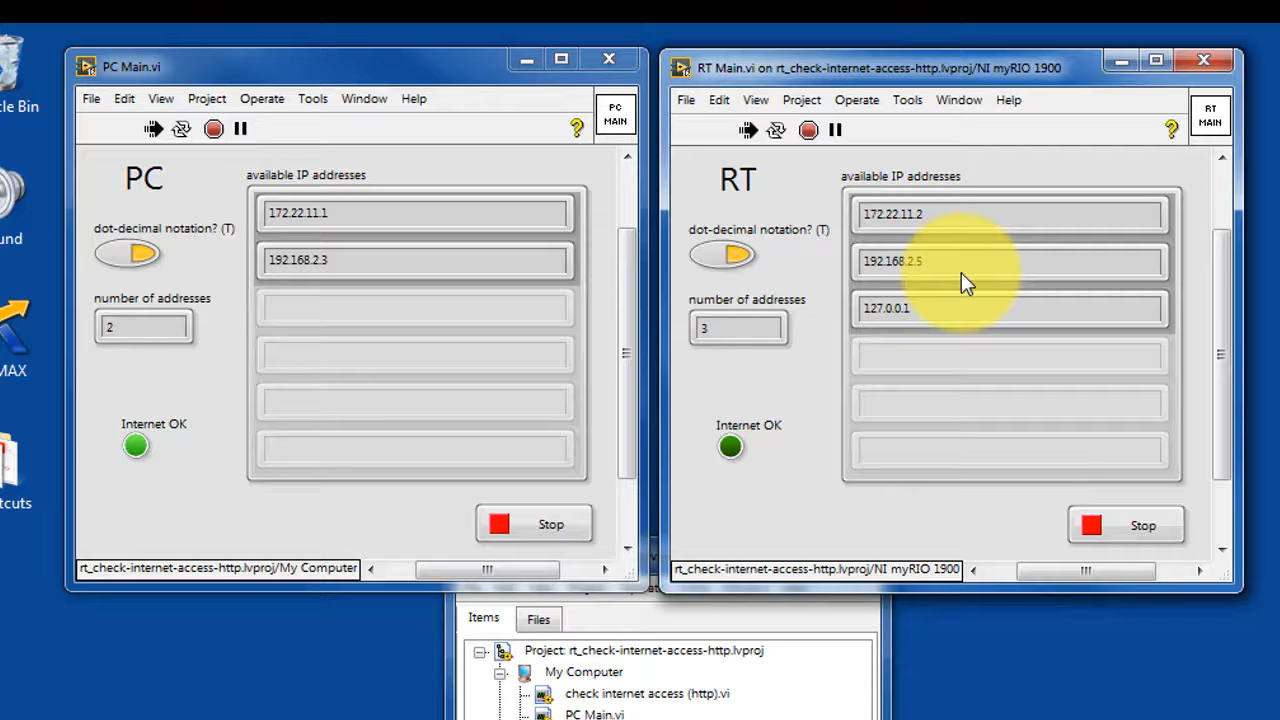 cle Bin
und
MAX
tcuts
PC Main.vi
File Edit View Project Operate Tools Window Help
PC
MAIN
PC
available IP addresses
dot-decimal notation? (T)
172.22.11.1
192.168.2.3
number of addresses
2
Internet OK
Stop
rt_check-internet-access-http.lvproj/My Computer
RT Main.vi on rt_check-internet-access-http.lvproj/NI myRIO 1900
File Edit View Project Operate Tools Window Help
RT
MAIN
RT
available IP addresses
dot-decimal notation? (T)
172.22.11.2
192.168.2.5
127.0.0.1
number of addresses
3
Internet OK
Stop
rt_check-internet-access-http.lvproj/NI myRIO 1900
Items Files
Project: rt_check-internet-access-http.lvproj
My Computer
check internet access (http).vi
PC Main.vi